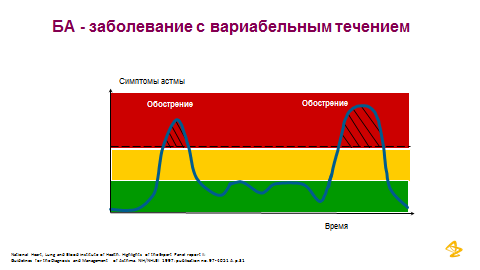 БА - заболевание с вариабельным течением
Симптомы астмы
Обострение
Обострение
Время
National Heart, Lung and Blood Institute of Health. Highlights of the Expert Panel report II:
Guidelines for the Diagnosis and Management of Asthma. NIH/NHLBI 1997. publication no. 97-4051 A p.31